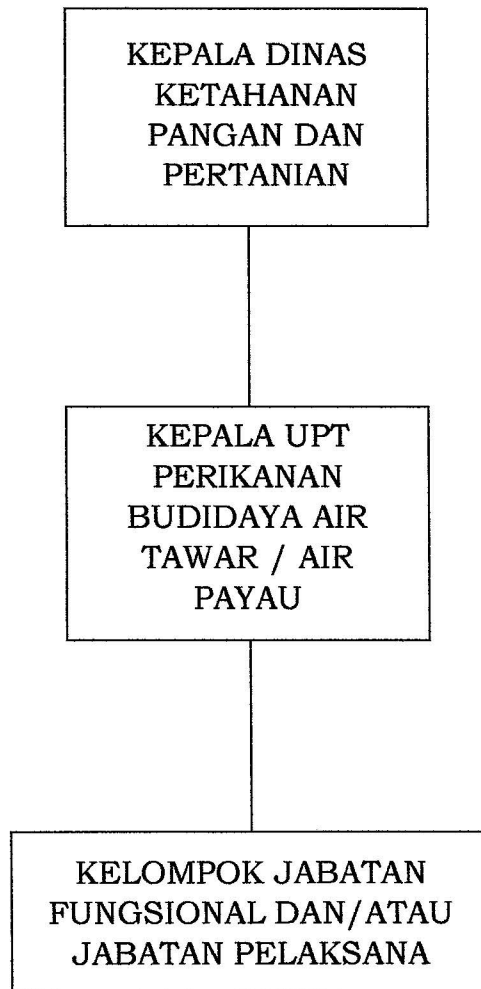 KEPALA DINAS
KETAHANAN
PANGAN DAN
PERTANIAN
KEPALA UPT
PERIKANAN
BUDIDAYA AIR
TAWAR / AIR
PAYAU
KELOMPOK JABATAN
FUNGSIONAL DAN/ATAU
JABATAN PELAKSANA